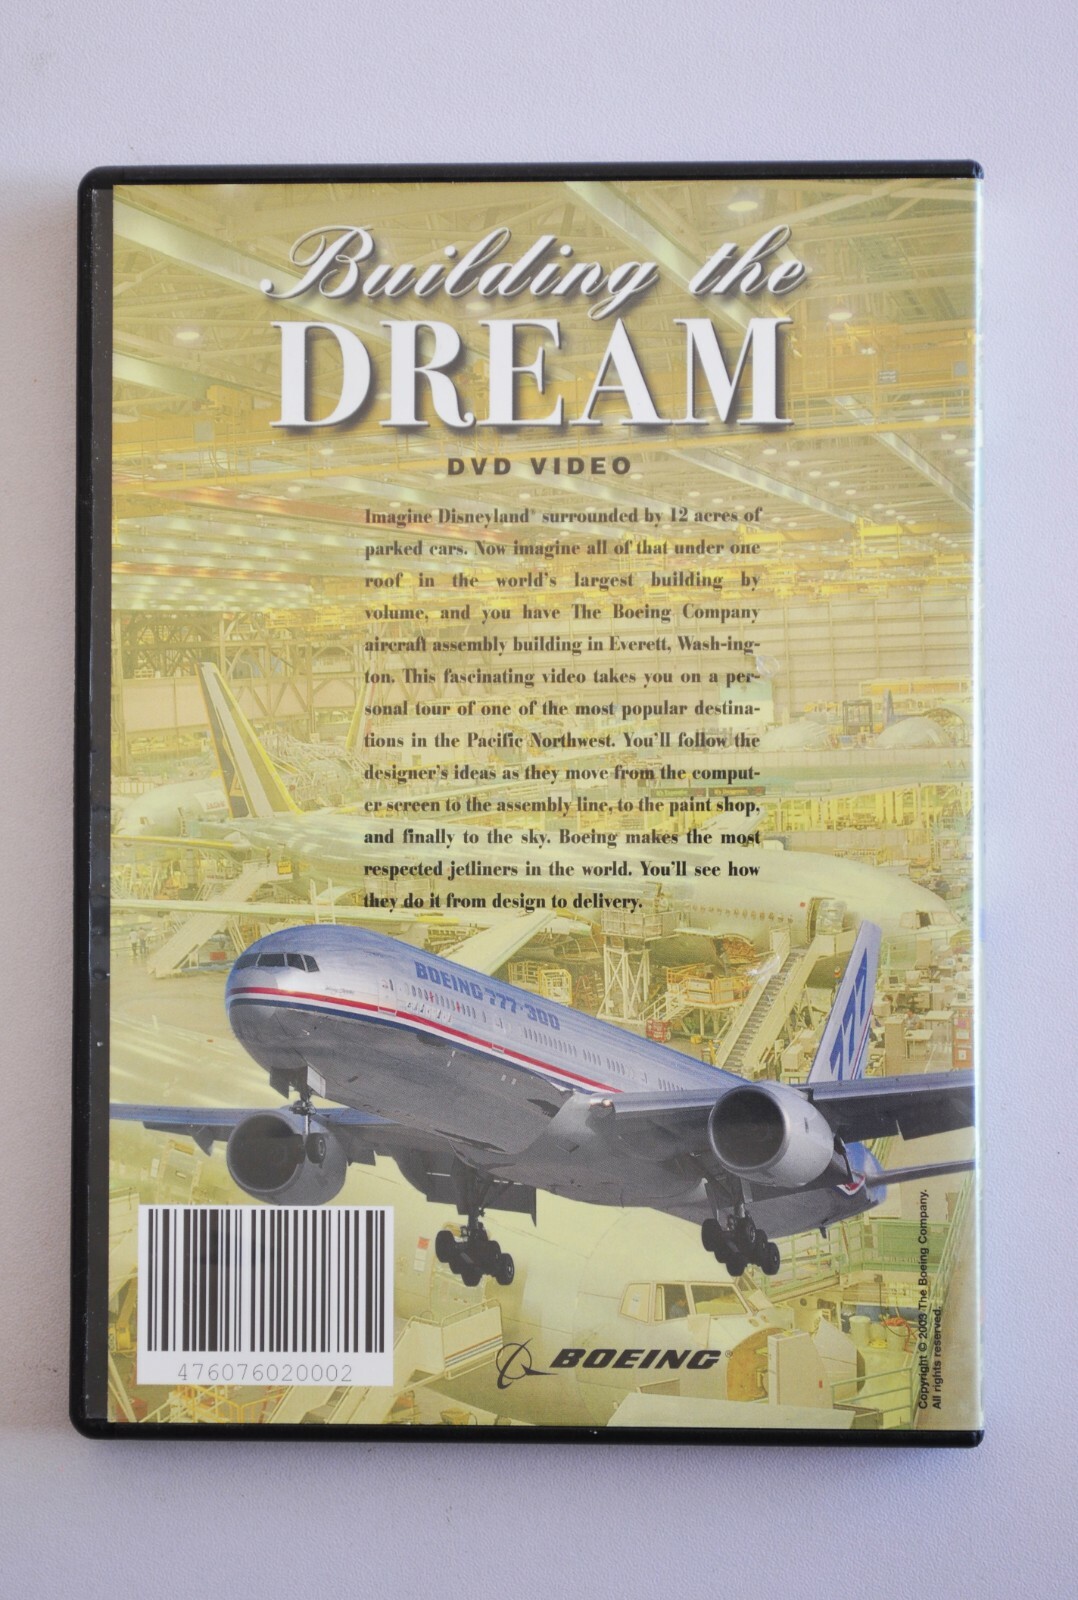 Building the
DREAM
DVD VIDEO
Imagine Disneyland® surrounded by 12 acres of
parked cars. Now imagine all of that under one
roof in the world's largest building by
volume, and you have The Boeing Company
aircraft assembly building in Everett, Wash-ing-
ton. This fascinating video takes you on a per-
sonal tour of one of the most popular destina-
tions in the Pacific Northwest. You'll follow the
designer's ideas as they move from the comput-
er screen to the assembly line, to the paint shop,
and finally to the sky. Boeing makes the most
respected jetliners in the world. You'll see how
they do it from design to delivery.
BOEING 777-300
777
476076020002
BOEING®
Copyright © 2003 The Boeing Company.
All rights reserved.